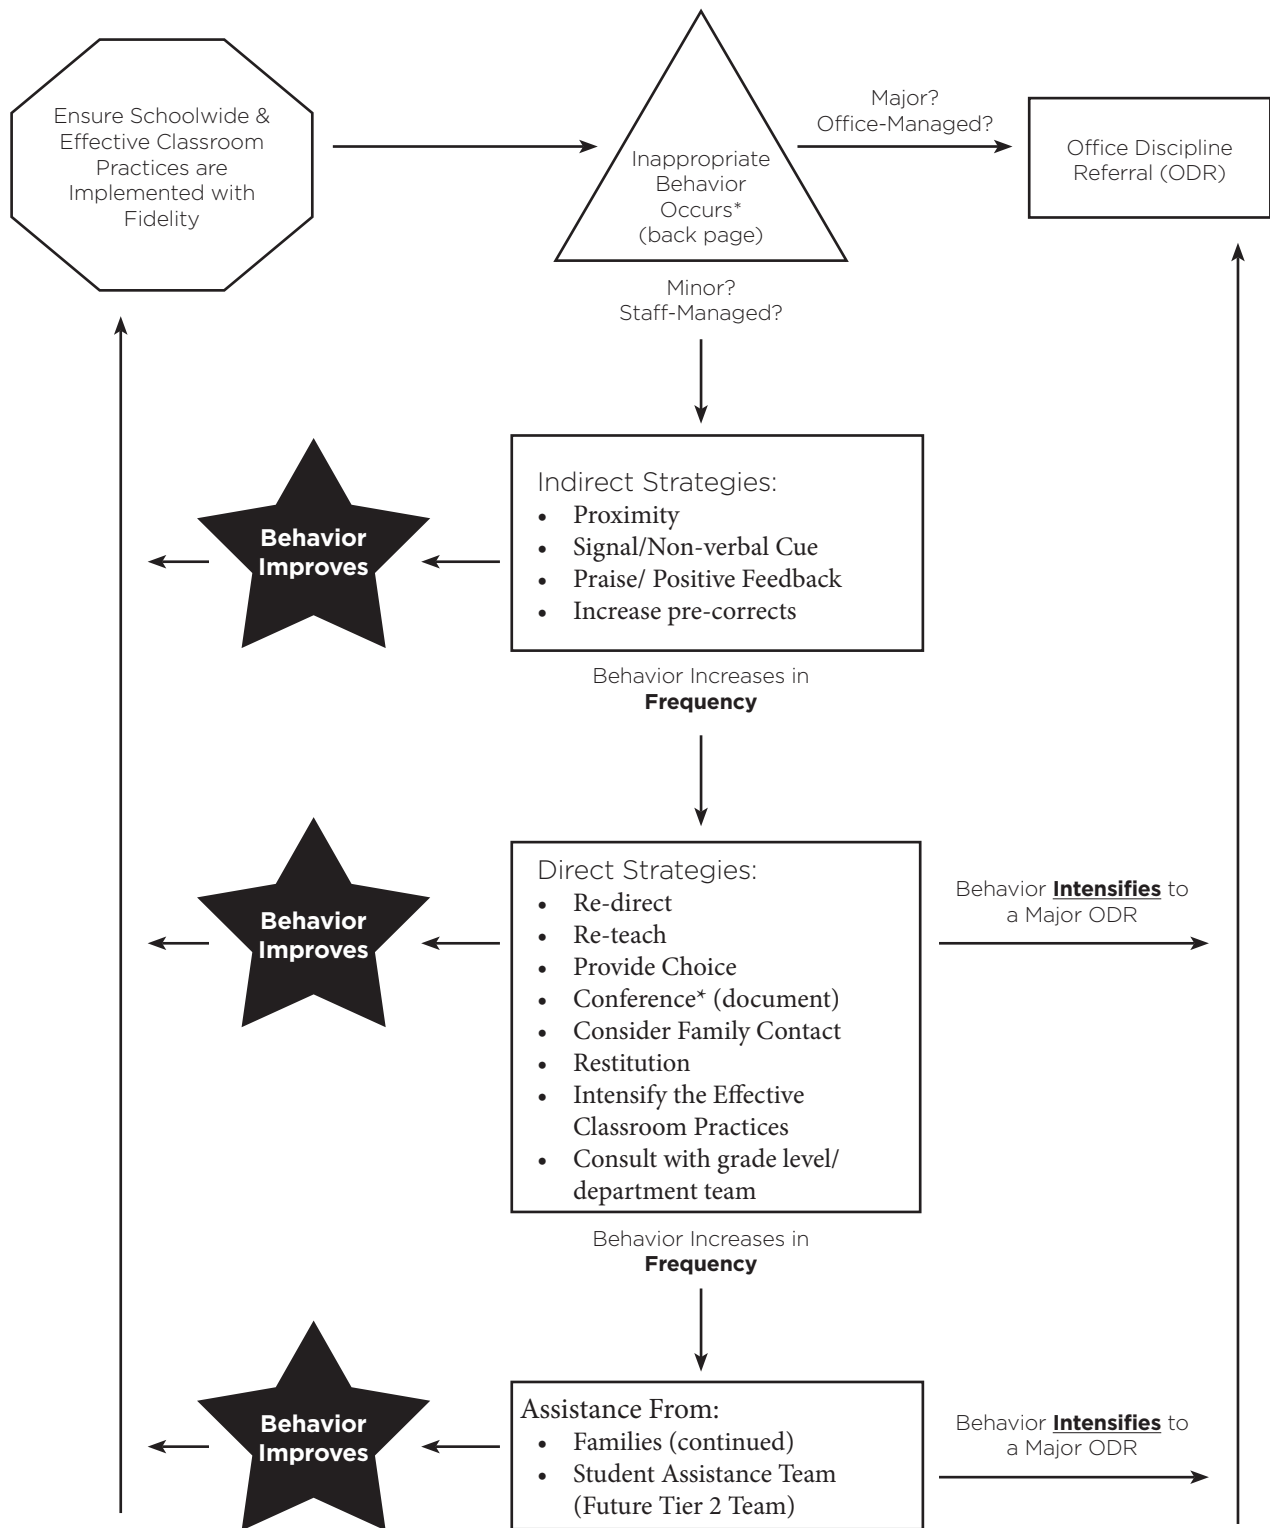 Ensure Schoolwide &
Effective Classroom
Practices are
Implemented with
Fidelity
Inappropriate
Behavior
Occurs*
(back page)
Major?
Office-Managed?
Office Discipline
Referral (ODR)
Minor?
Staff-Managed?
Indirect Strategies:
• Proximity
• Signal/Non-verbal Cue
• Praise/ Positive Feedback
• Increase pre-corrects
Behavior
Improves
Behavior Increases in
Frequency
Direct Strategies:
• Re-direct
• Re-teach
• Provide Choice
• Conference* (document)
• Consider Family Contact
• Restitution
• Intensify the Effective
Classroom Practices
• Consult with grade level/
department team
Behavior
Improves
Behavior Intensifies to
a Major ODR
Behavior Increases in
Frequency
Assistance From:
• Families (continued)
• Student Assistance Team
(Future Tier 2 Team)
Behavior
Improves
Behavior Intensifies to
a Major ODR